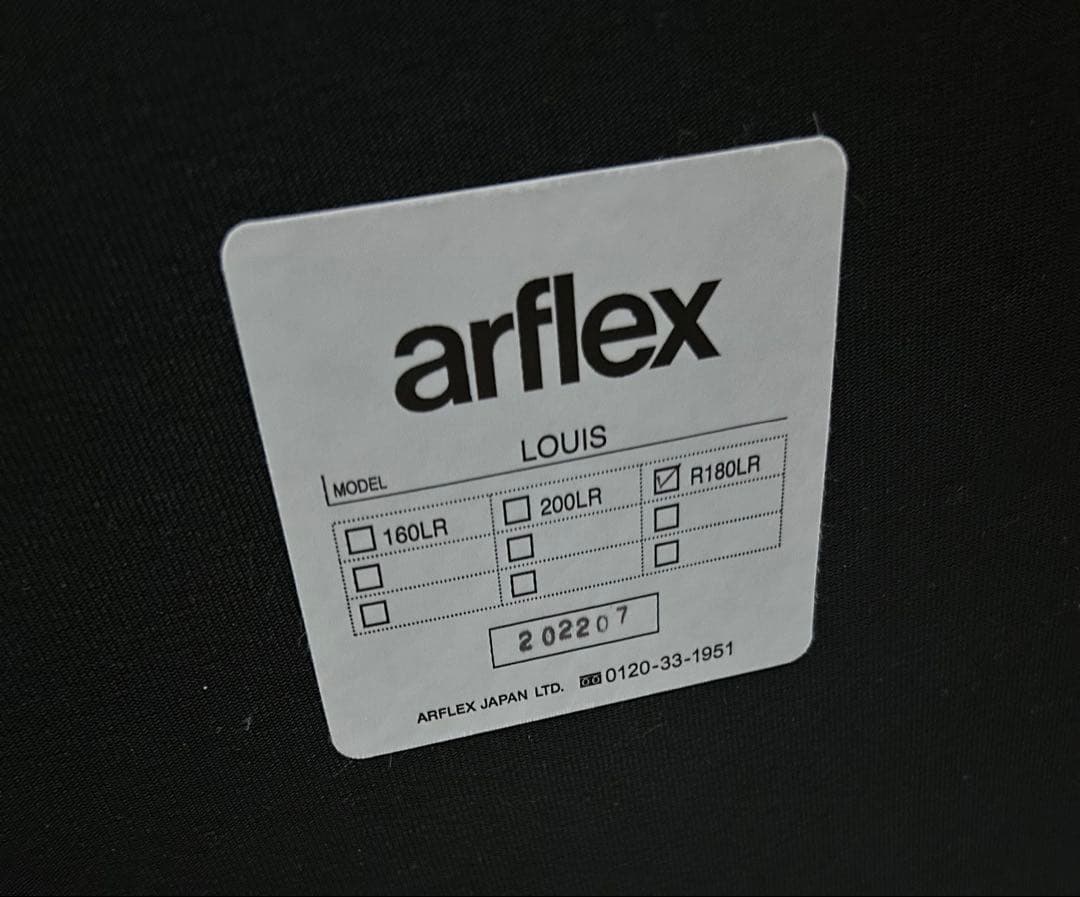 arflex
MODEL LOUIS
☐ 160LR ☐ 200LR ☑ R180LR
☐ ☐ ☐
☐ ☐ ☐
202207
ARFLEX JAPAN LTD. 0120-33-1951